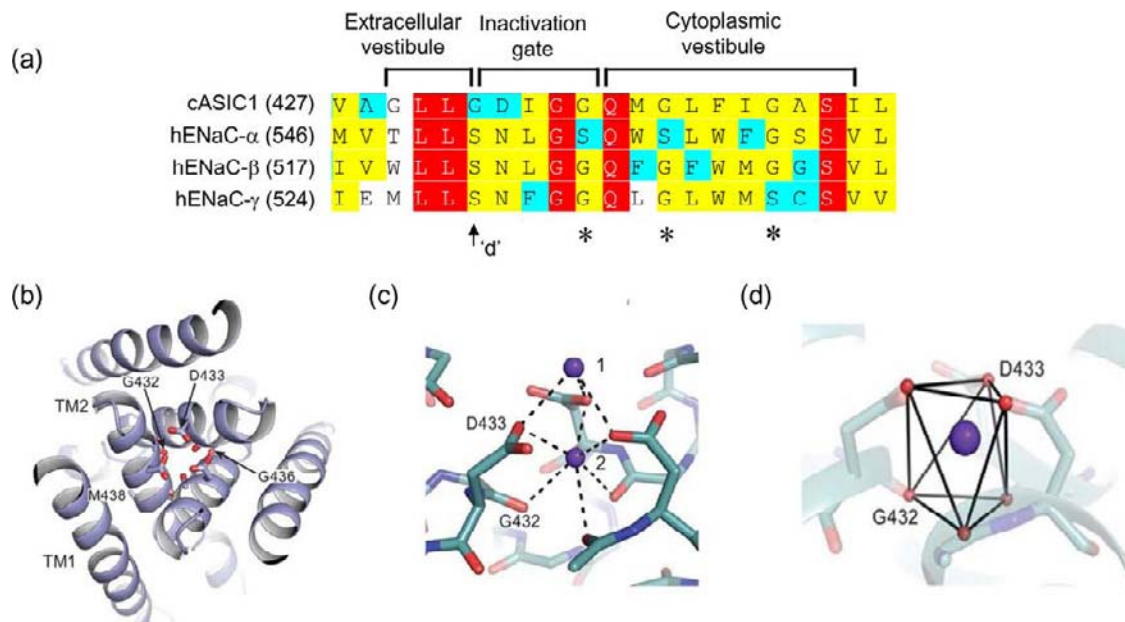 Extracellular vestibule
Inactivation gate
Cytoplasmic vestibule
(a)
cASIC1 (427) V A G L L G D I G G Q M G L F I G A S I L
hENaC-α (546) M V T L L S N L G S Q W S L W F G S S V L
hENaC-β (517) I V W L L S N L G G Q F G F W M G G S V L
hENaC-γ (524) I E M L L S N F G G Q L G L W M S C S V V
'd' * * *
(b)
G432
D433
TM2
M438
G436
TM1
(c)
1
D433
2
G432
(d)
D433
G432